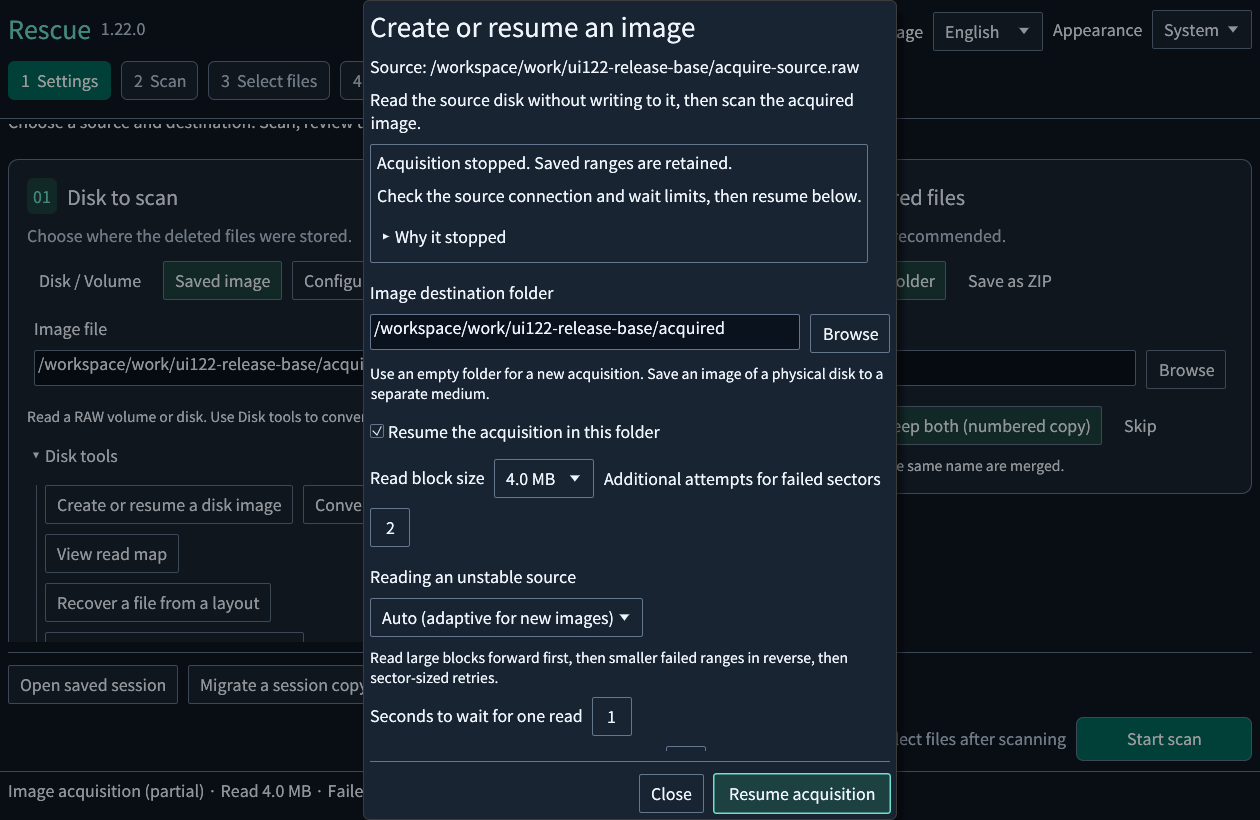 Rescue 1.22.0
English
Appearance
System
1 Settings
2 Scan
3 Select files
4
Create or resume an image
Source: /workspace/work/ui122-release-base/acquire-source.raw
Read the source disk without writing to it, then scan the acquired
image.
Acquisition stopped. Saved ranges are retained.
Check the source connection and wait limits, then resume below.
Why it stopped
Image destination folder
/workspace/work/ui122-release-base/acquired
Browse
Use an empty folder for a new acquisition. Save an image of a physical disk to a
separate medium.
Resume the acquisition in this folder
Read block size
4.0 MB
Additional attempts for failed sectors
2
Reading an unstable source
Auto (adaptive for new images)
Read large blocks forward first, then smaller failed ranges in reverse, then
sector-sized retries.
Seconds to wait for one read
1
Close
Resume acquisition
Choose a source and destination. Scan, review
01 Disk to scan
Choose where the deleted files were stored.
Disk / Volume
Saved image
Configu
Image file
/workspace/work/ui122-release-base/acqui
Read a RAW volume or disk. Use Disk tools to conver
Disk tools
Create or resume a disk image
Conve
View read map
Recover a file from a layout
red files
recommended.
older
Save as ZIP
Browse
eep both (numbered copy)
Skip
e same name are merged.
Open saved session
Migrate a session copy
lect files after scanning
Start scan
Image acquisition (partial) · Read 4.0 MB · Faile